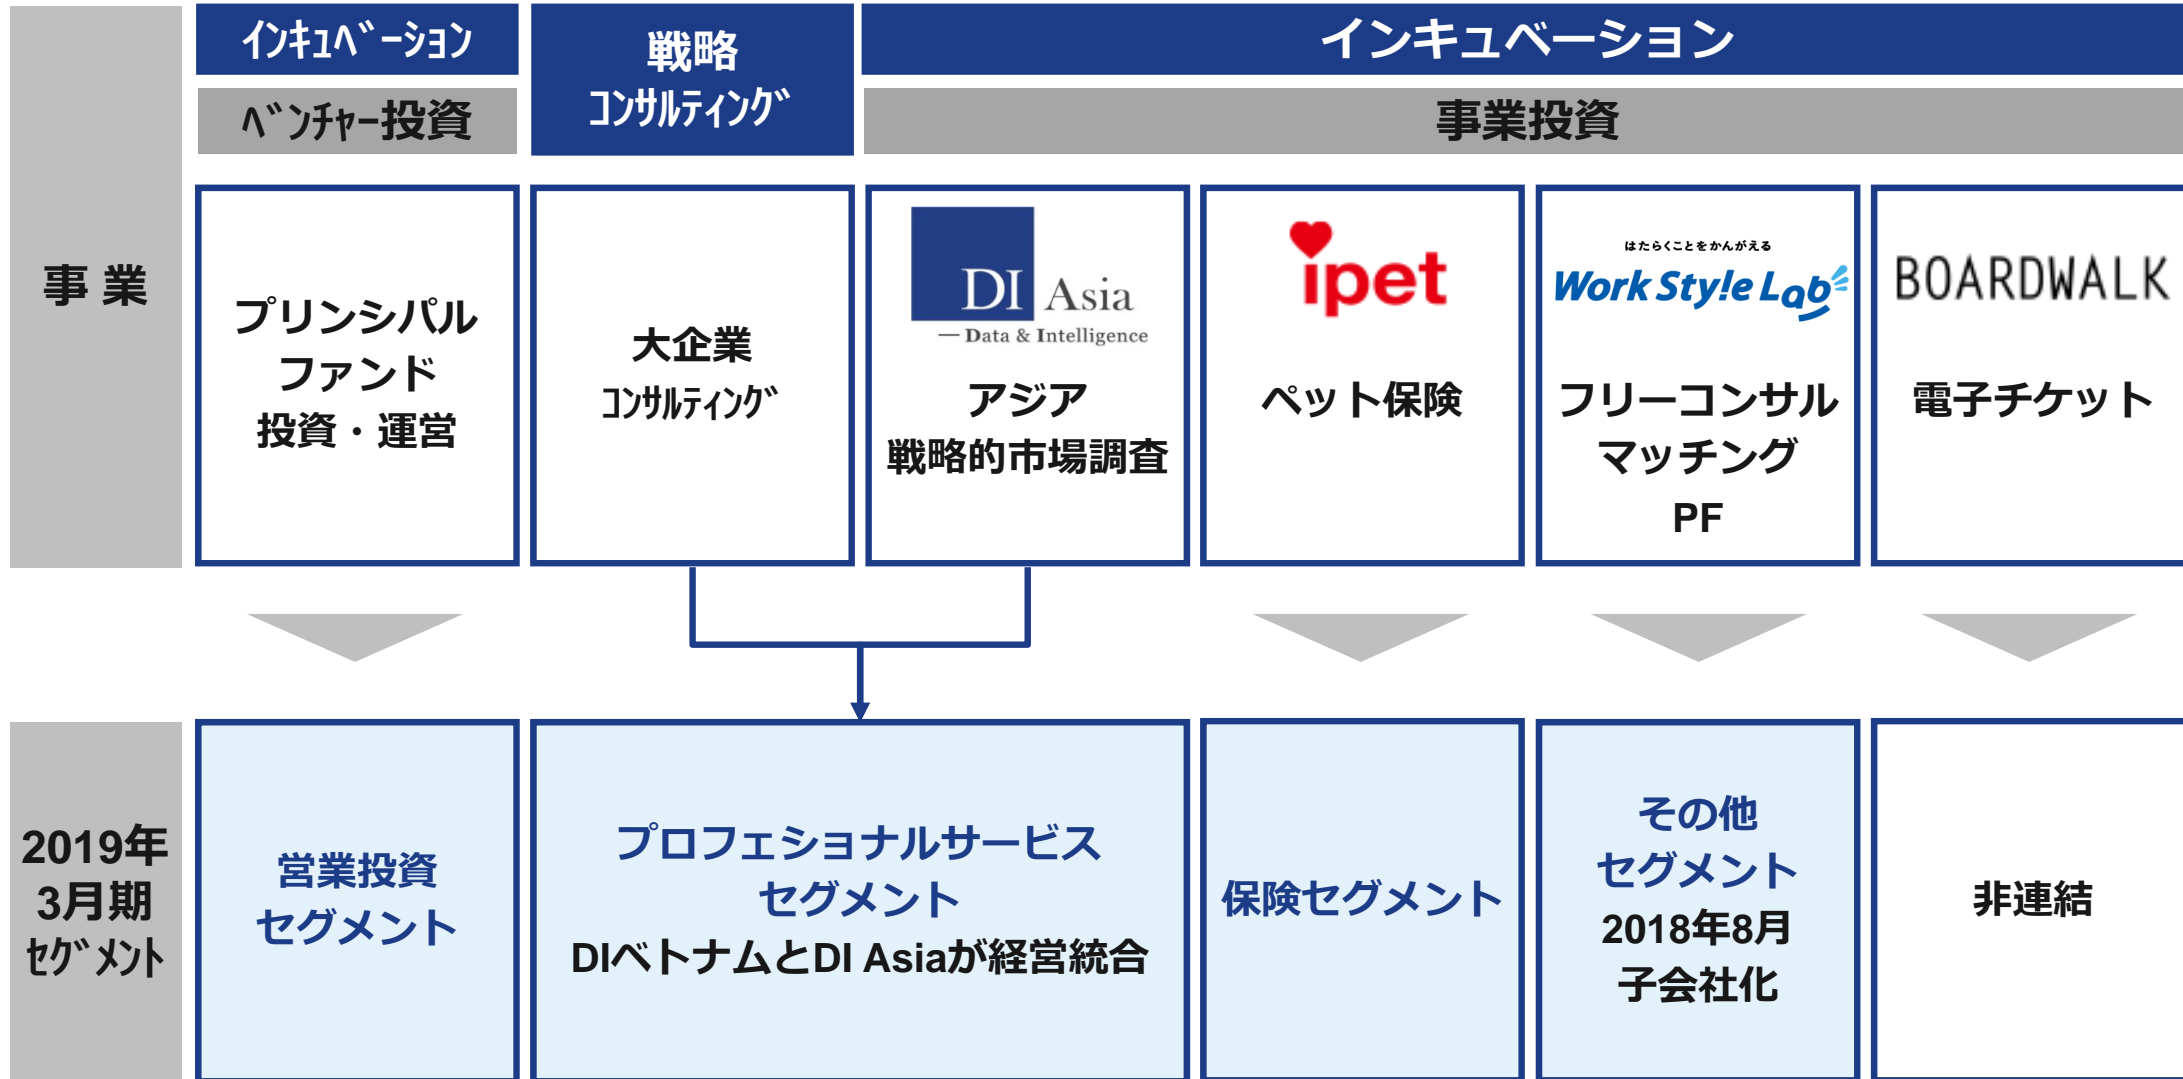 事 業
ｲﾝｷｭﾍﾞｰｼｮﾝ
ﾍﾞﾝﾁｬｰ投資
戦略
ｺﾝｻﾙﾃｨﾝｸﾞ
インキュベーション
事業投資
プリンシパル
ファンド
投資・運営
大企業
ｺﾝｻﾙﾃｨﾝｸﾞ
DI Asia
— Data & Intelligence
アジア
戦略的市場調査
ipet
ペット保険
はたらくことをかんがえる
Work Style Lab
フリーコンサル
マッチング
PF
BOARDWALK
電子チケット
2019年
3月期
ｾｸﾞﾒﾝﾄ
営業投資
セグメント
プロフェショナルサービス
セグメント
DIベトナムとDI Asiaが経営統合
保険セグメント
その他
セグメント
2018年8月
子会社化
非連結